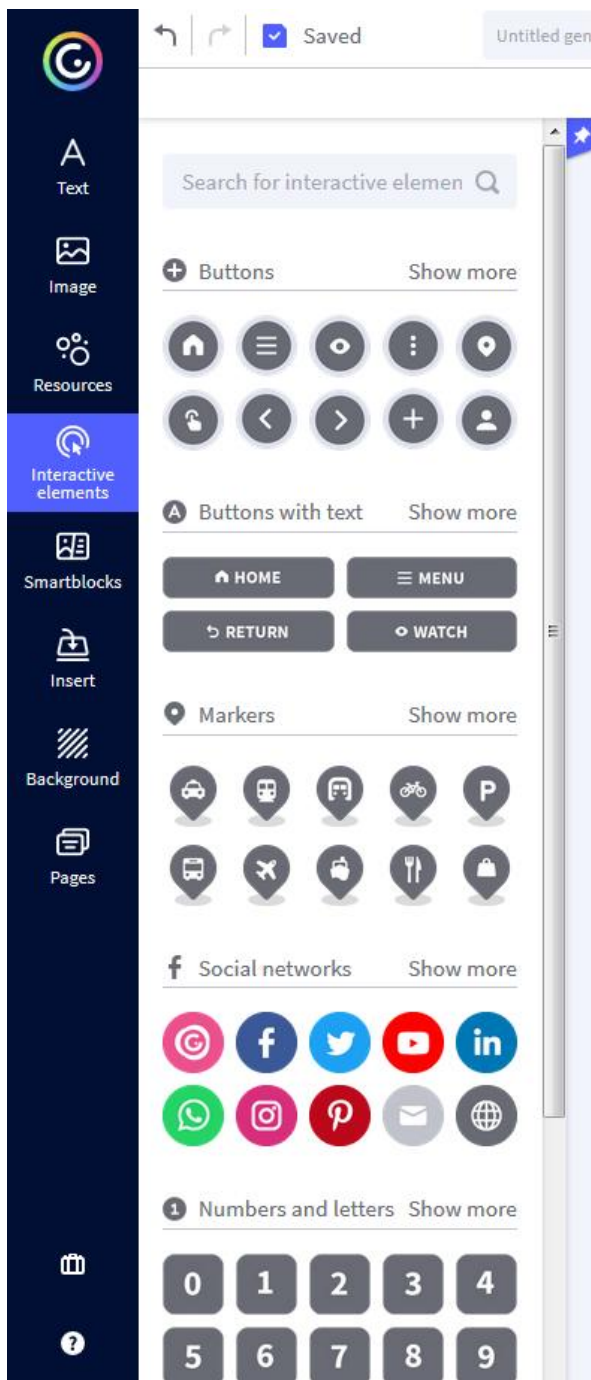 Saved
Untitled gen
Text
Image
Resources
Interactive
elements
Smartblocks
Insert
Background
Pages
Search for interactive elemen
Buttons Show more
A Buttons with text Show more
HOME MENU
RETURN WATCH
Markers Show more
P
Social networks Show more
f in
1 Numbers and letters Show more
0 1 2 3 4
5 6 7 8 9